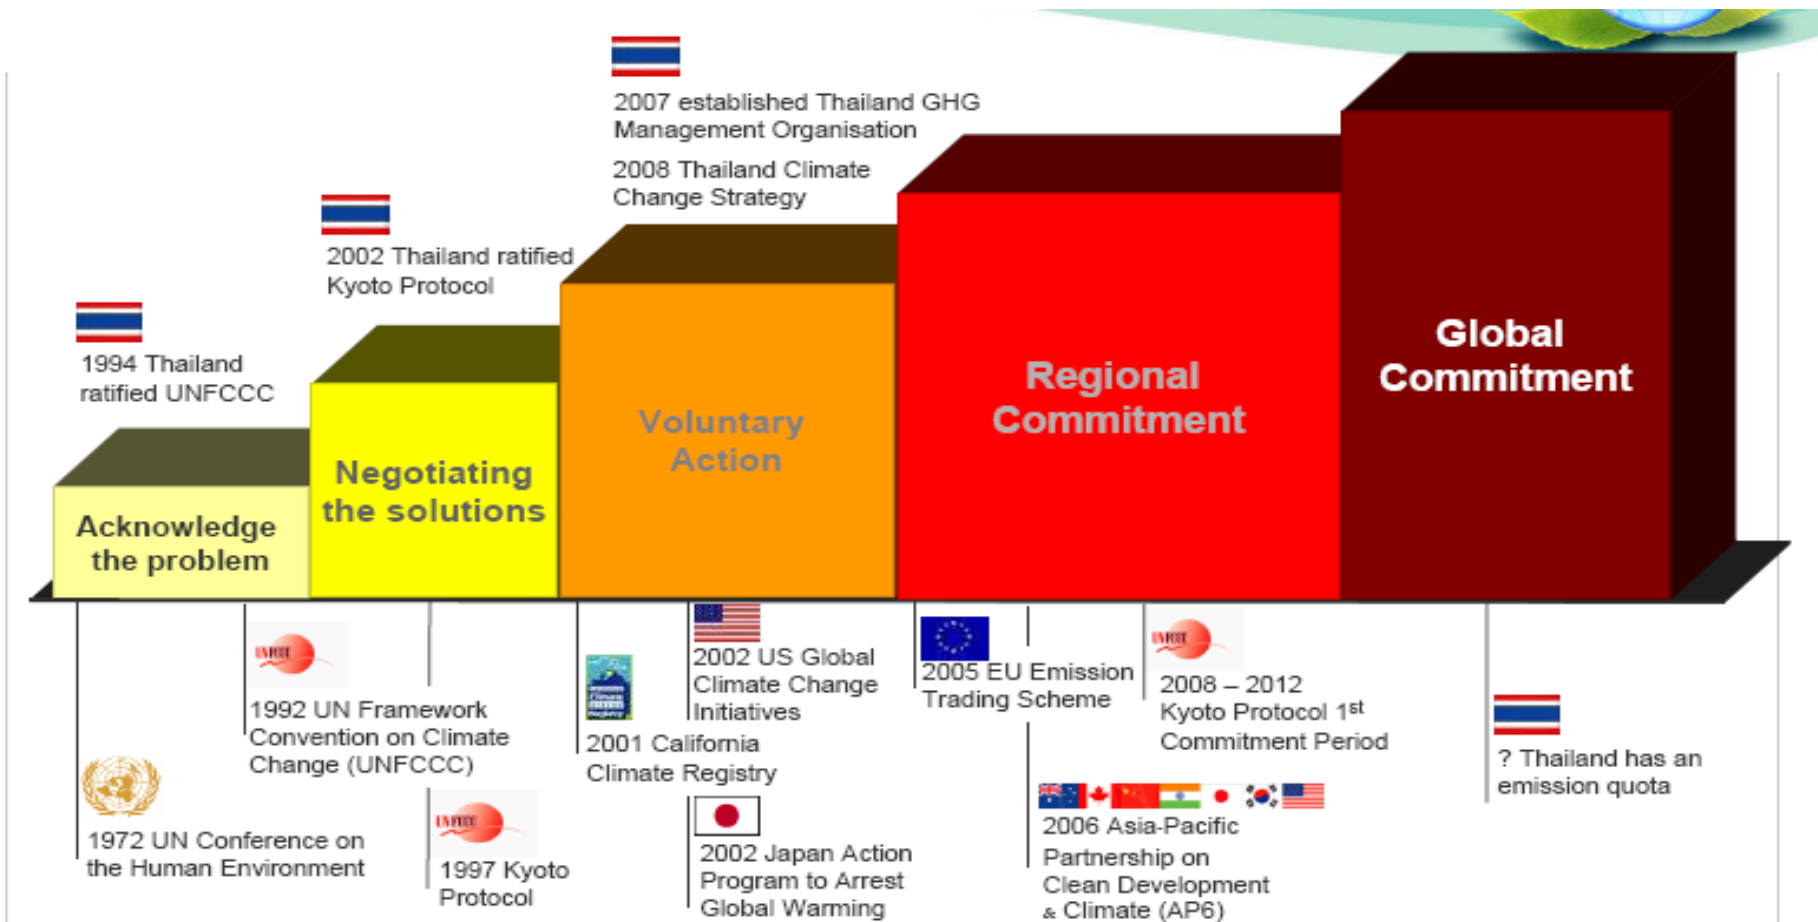 2007 established Thailand GHG
Management Organisation
2008 Thailand Climate
Change Strategy
2002 Thailand ratified
Kyoto Protocol
1994 Thailand
ratified UNFCCC
Acknowledge
the problem
Negotiating
the solutions
Voluntary
Action
Regional
Commitment
Global
Commitment
1972 UN Conference on
the Human Environment
UNFCCC
1992 UN Framework
Convention on Climate
Change (UNFCCC)
UNFCCC
1997 Kyoto
Protocol
2001 California
Climate Registry
2002 US Global
Climate Change
Initiatives
2002 Japan Action
Program to Arrest
Global Warming
2005 EU Emission
Trading Scheme
2006 Asia-Pacific
Partnership on
Clean Development
& Climate (AP6)
UNFCCC
2008 – 2012
Kyoto Protocol 1st
Commitment Period
? Thailand has an
emission quota